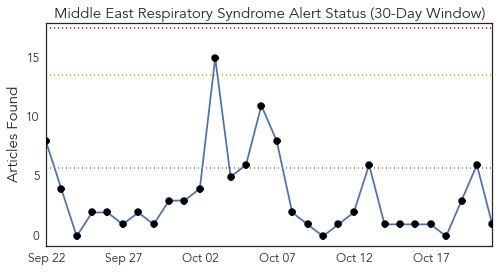 Middle East Respiratory Syndrome Alert Status (30-Day Window)
Articles Found
15
10
5
0
Sep 22 Sep 27 Oct 02 Oct 07 Oct 12 Oct 17